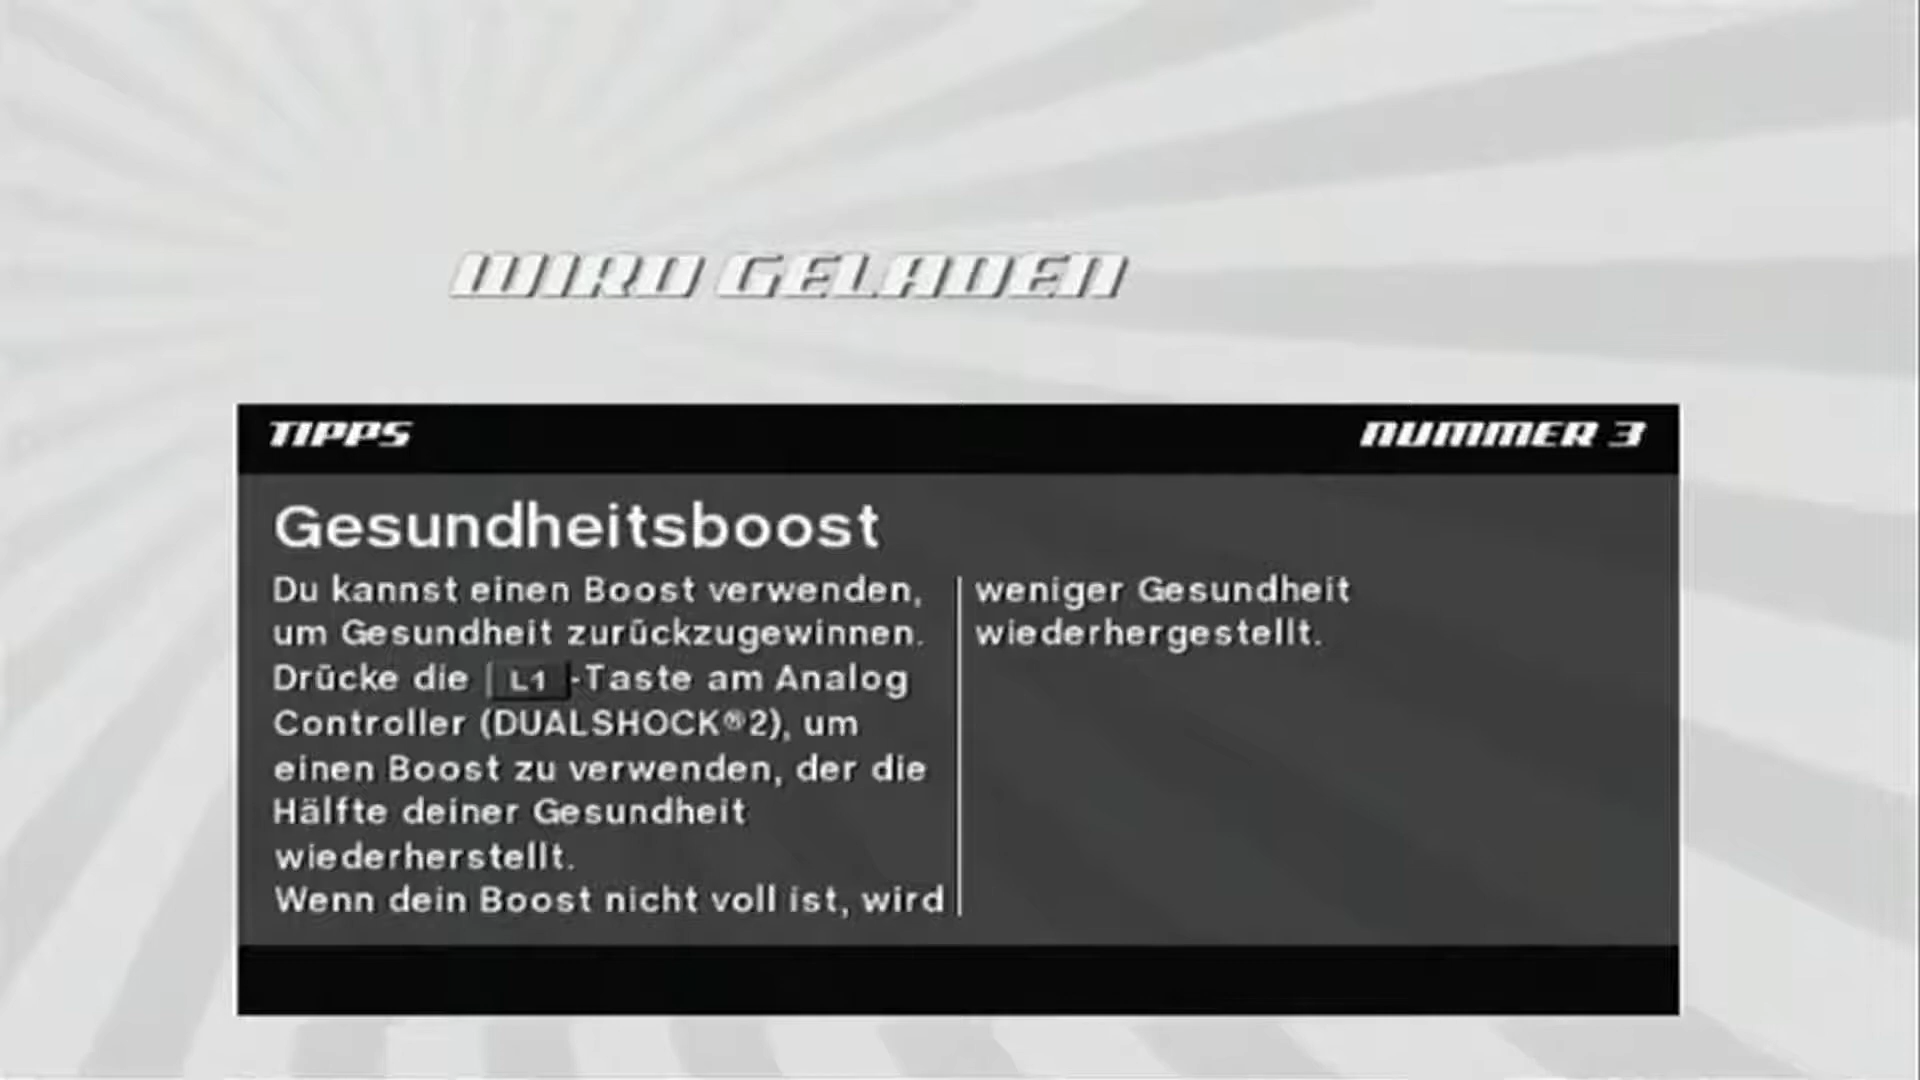 WIRD GELADEN
TIPPS
NUMMER 3
Gesundheitsboost
Du kannst einen Boost verwenden,
um Gesundheit zurückzugewinnen.
Drücke die L1 -Taste am Analog
Controller (DUALSHOCK®2), um
einen Boost zu verwenden, der die
Hälfte deiner Gesundheit
wiederherstellt.
Wenn dein Boost nicht voll ist, wird
weniger Gesundheit
wiederhergestellt.